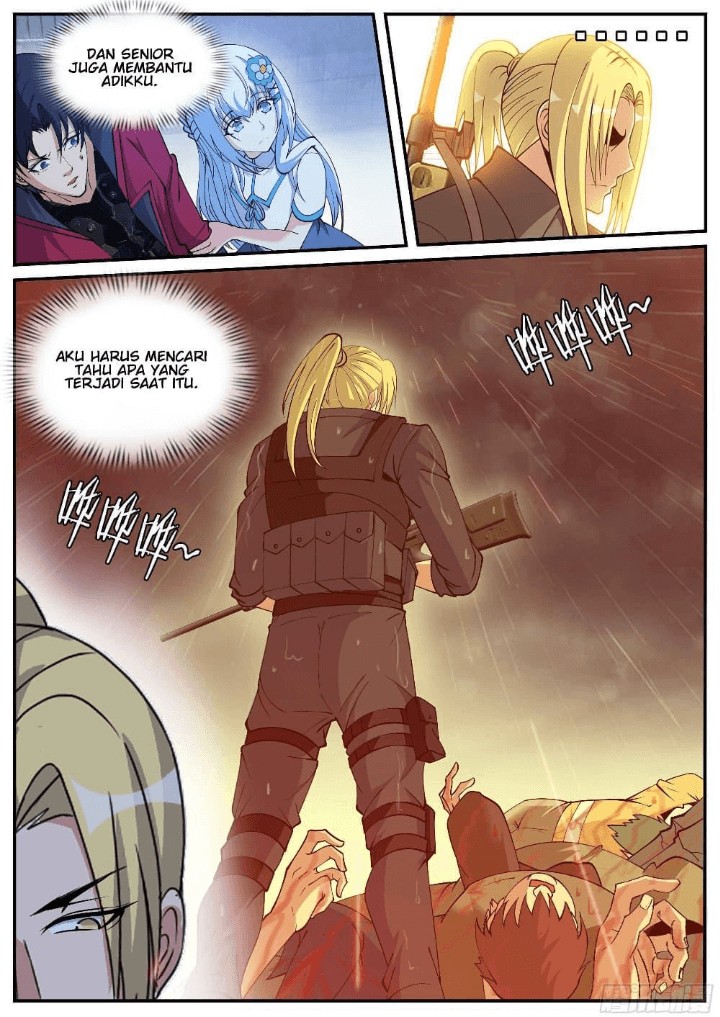 DAN SENIOR
JUGA MEMBANTU
ADIKKU.
AKU HARUS MENCARI
TAHU APA YANG
TERJADI SAAT ITU.
哗哗哗~
哗哗哗~